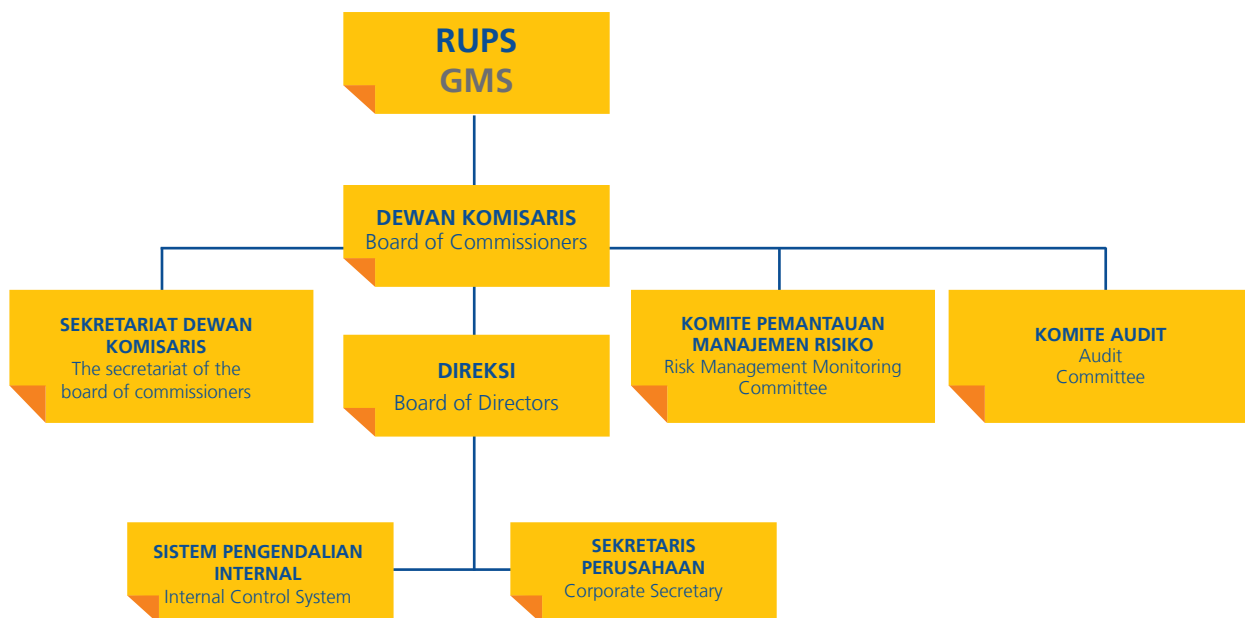 RUPS
GMS
DEWAN KOMISARIS
Board of Commissioners
SEKRETARIAT DEWAN
KOMISARIS
The secretariat of the
board of commissioners
DIREKSI
Board of Directors
KOMITE PEMANTAUAN
MANAJEMEN RISIKO
Risk Management Monitoring
Committee
KOMITE AUDIT
Audit
Committee
SISTEM PENGENDALIAN
INTERNAL
Internal Control System
SEKRETARIS
PERUSAHAAN
Corporate Secretary